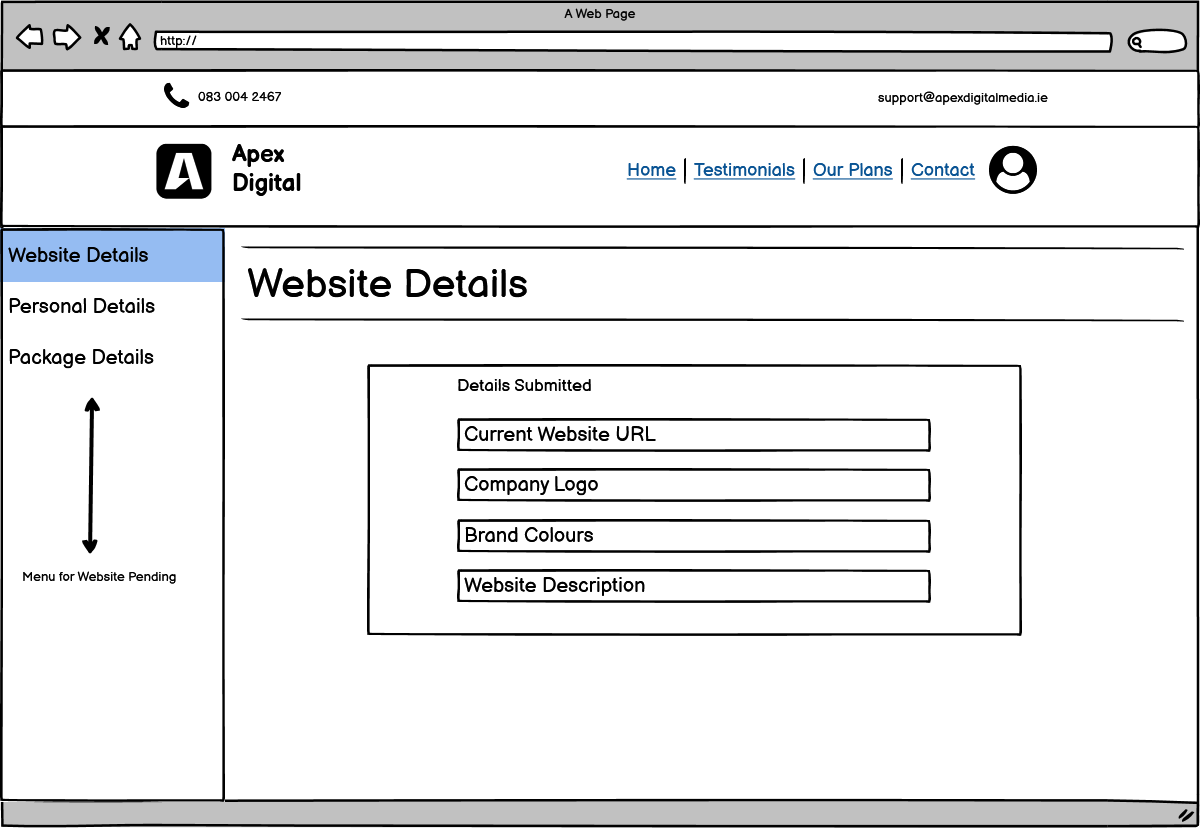 A Web Page
http://
083 004 2467
support@apexdigitalmedia.ie
A
Apex
Digital
Home | Testimonials | Our Plans | Contact
Website Details
Personal Details
Package Details
Menu for Website Pending
Website Details
Details Submitted
Current Website URL
Company Logo
Brand Colours
Website Description